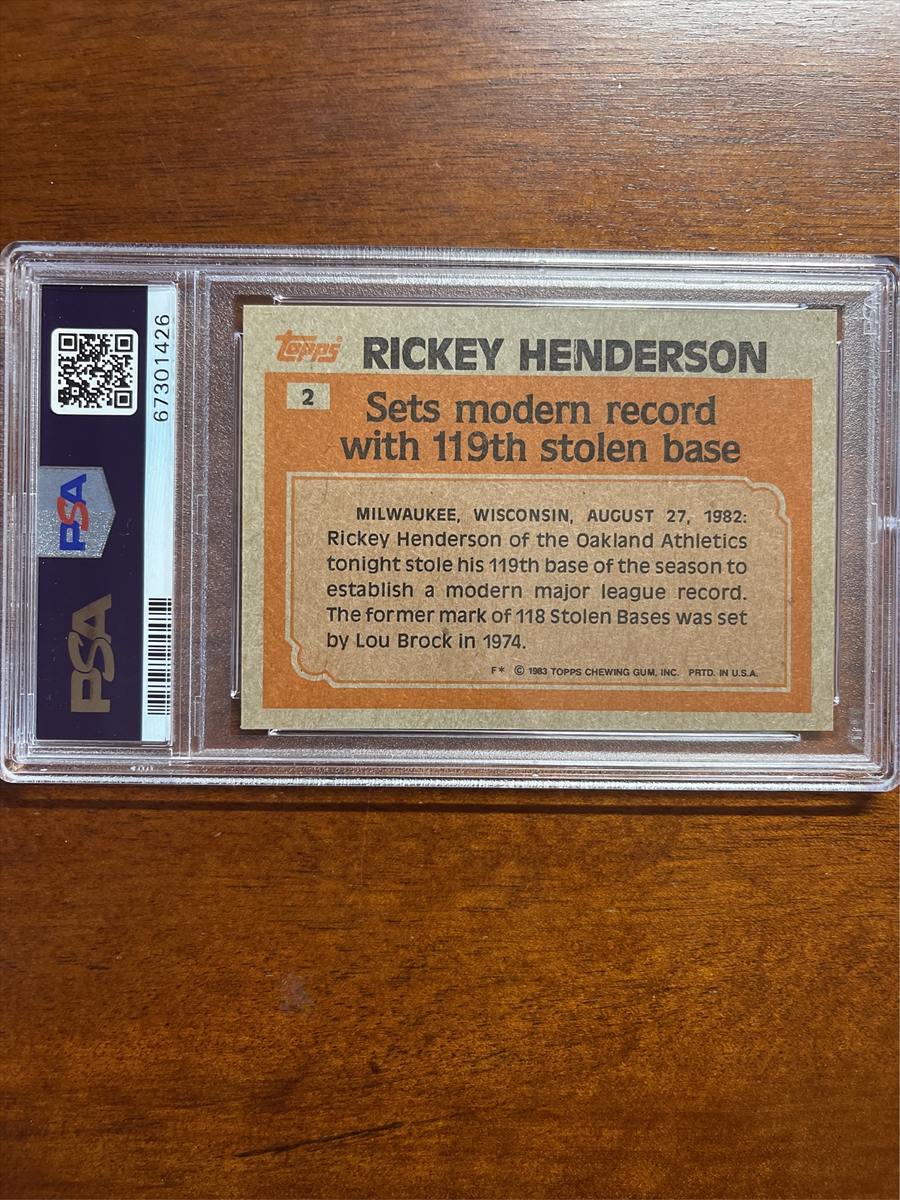 67301426
PSA
PSA
Topps
RICKEY HENDERSON
2
Sets modern record
with 119th stolen base
MILWAUKEE, WISCONSIN, AUGUST 27, 1982:
Rickey Henderson of the Oakland Athletics
tonight stole his 119th base of the season to
establish a modern major league record.
The former mark of 118 Stolen Bases was set
by Lou Brock in 1974.
F* © 1983 TOPPS CHEWING GUM, INC. PRTD. IN U.S.A.